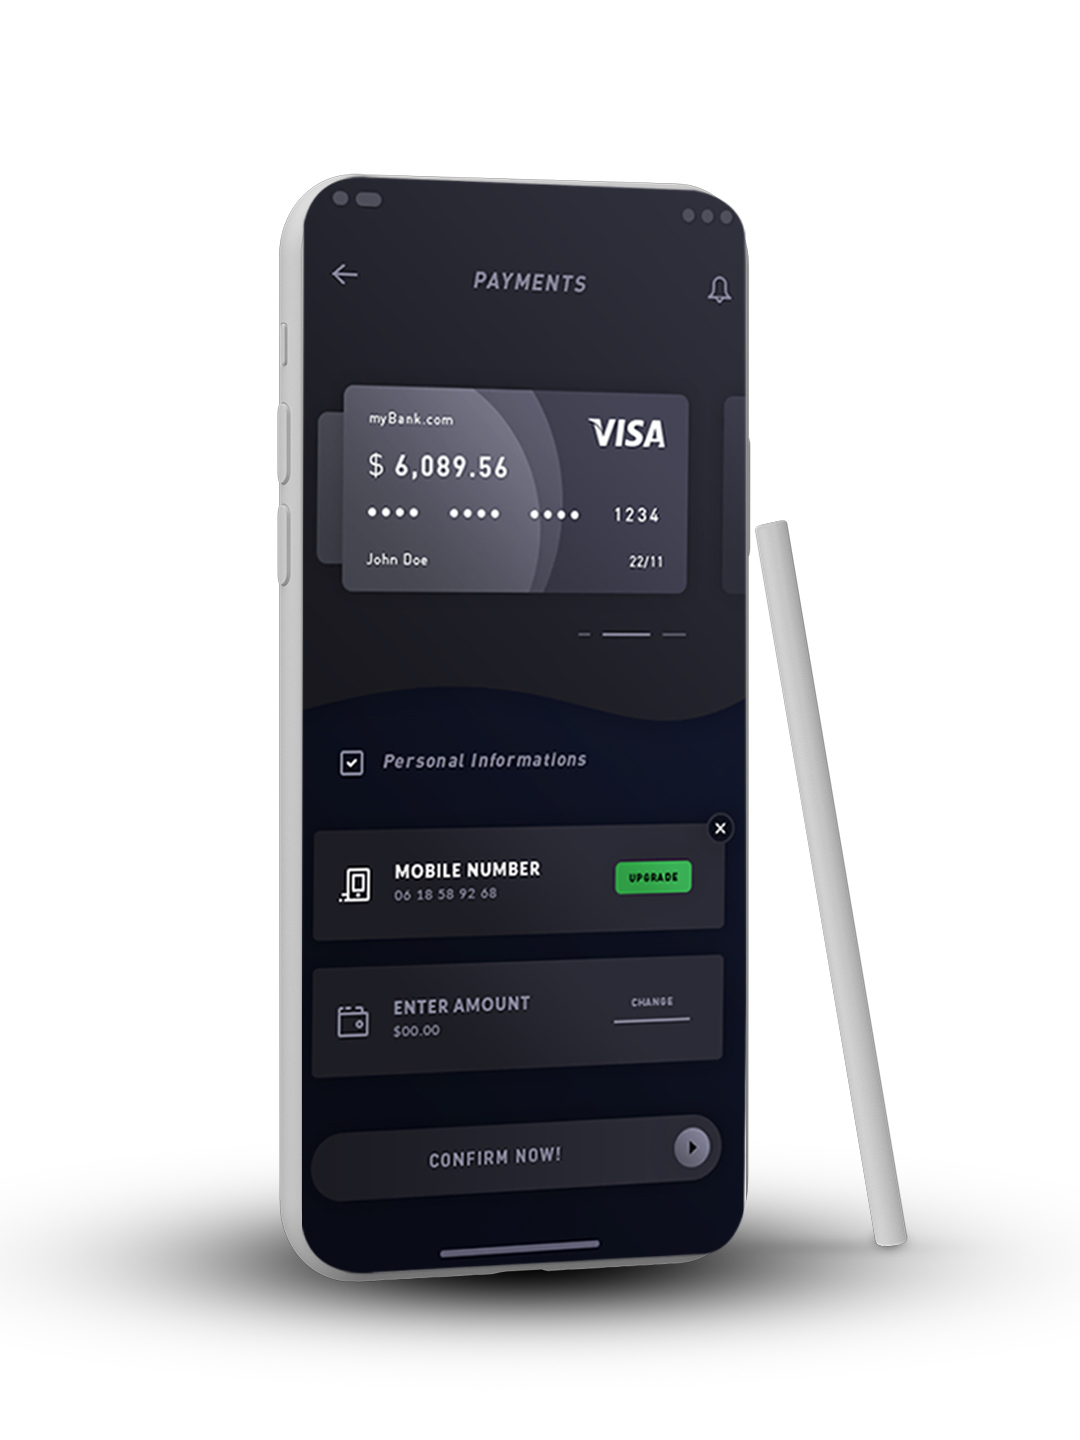 PAYMENTS
myBank.com
VISA
$ 6,089.56
•••• •••• •••• 1234
John Doe
22/11
Personal Informations
MOBILE NUMBER
06 18 58 92 68
UPGRADE
ENTER AMOUNT
$00.00
CHANGE
CONFIRM NOW!